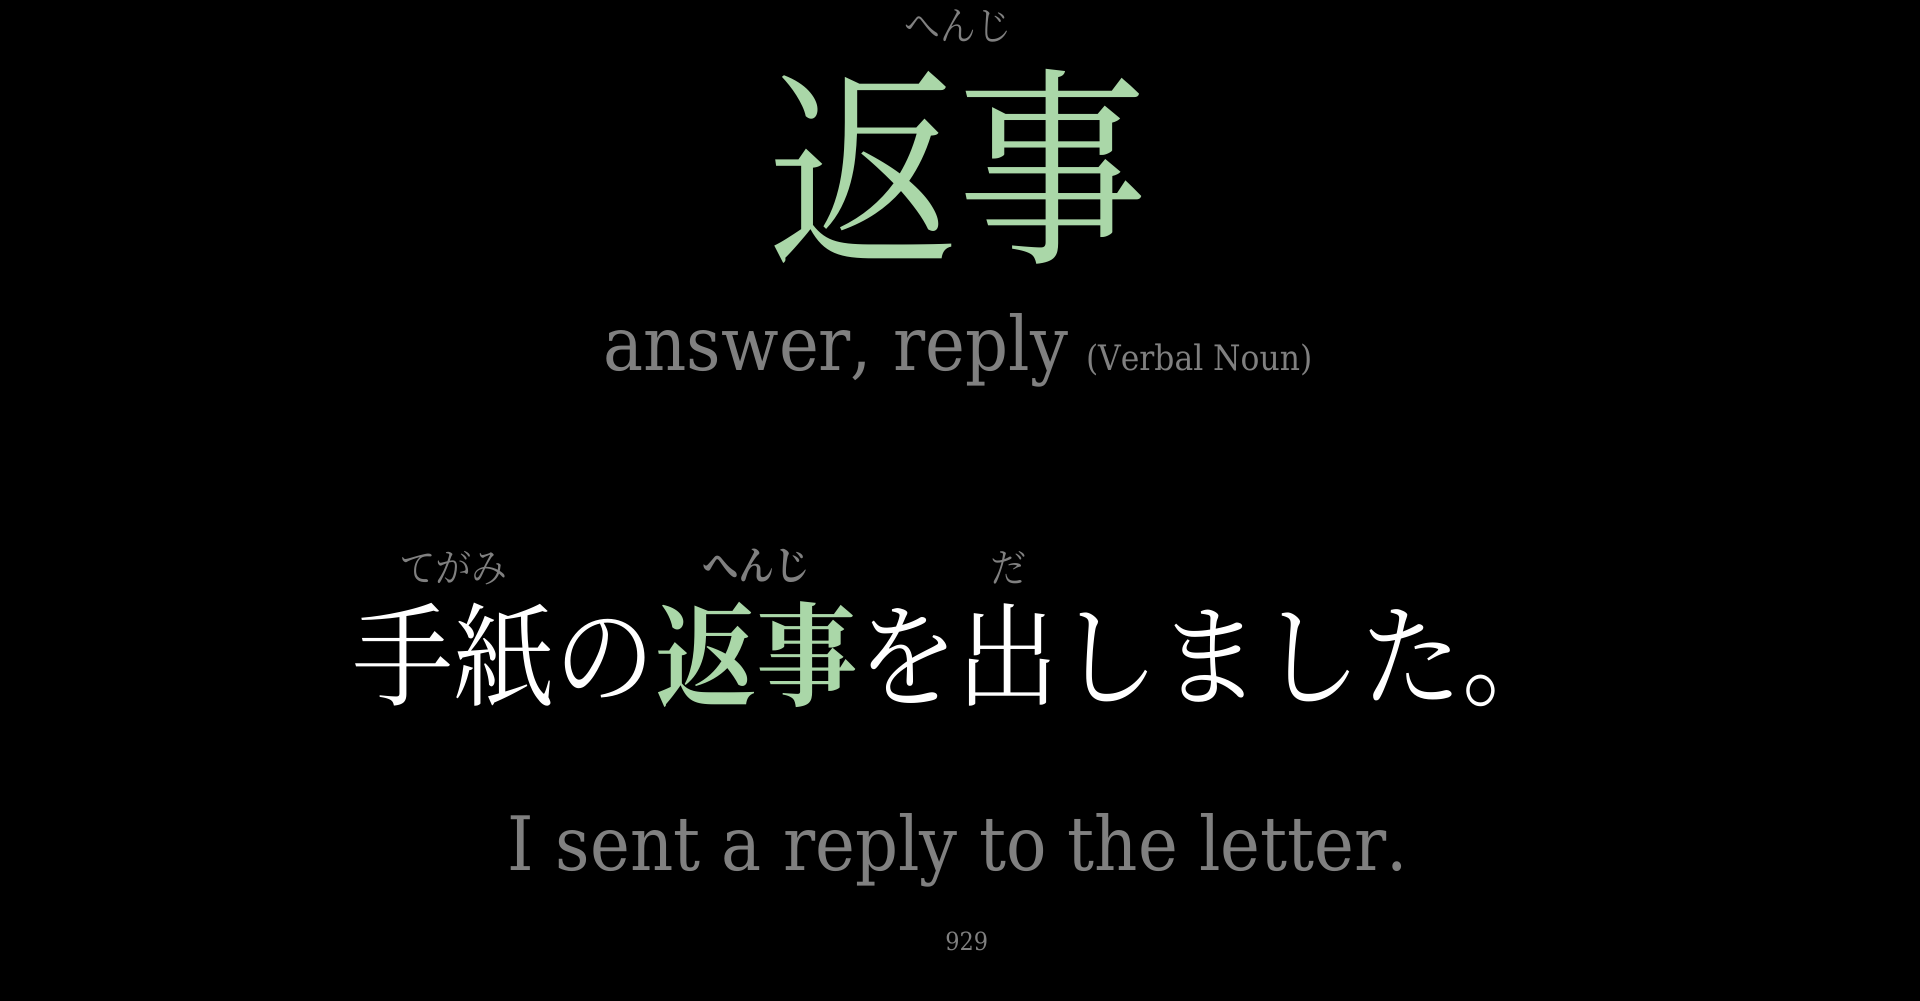 へんじ
返事
answer, reply (Verbal Noun)
てがみ へんじ だ
手紙の返事を出しました。
I sent a reply to the letter.
929